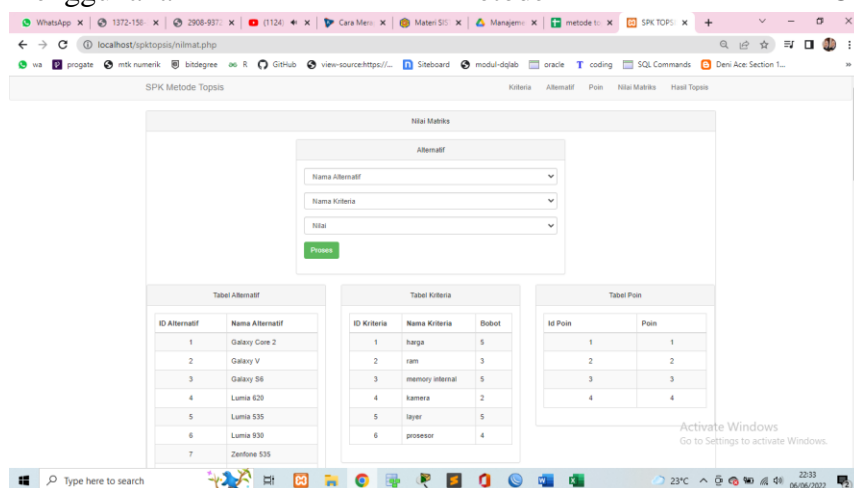 WhatsApp
1372-158-
2908-937
(1124)
Cara Mera
Materi SIS
Manajeme
metode to
SPK TOPSI
localhost/spktopsis/nilmat.php
wa progate mtk numerik bitdegree R GitHub view-source:https://... Siteboard modul-dqlab oracle coding SQL Commands Deni Ace: Section 1...
SPK Metode Topsis
Kriteria Alternatif Poin Nilai Matriks Hasil Topsis
Nilai Matriks
Alternatif
Nama Alternatif
Nama Kriteria
Nilai
Proses
Tabel Alternatif
ID Alternatif Nama Alternatif
1 Galaxy Core 2
2 Galaxy V
3 Galaxy S6
4 Lumia 620
5 Lumia 535
6 Lumia 930
7 Zenfone 535
Tabel Kriteria
ID Kriteria Nama Kriteria Bobot
1 harga 5
2 ram 3
3 memory internal 5
4 kamera 2
5 layer 5
6 prosesor 4
Tabel Poin
Id Poin Poin
1 1
2 2
3 3
4 4
Activate Windows
Go to Settings to activate Windows.
Type here to search
23°C
22:33
06/06/2022